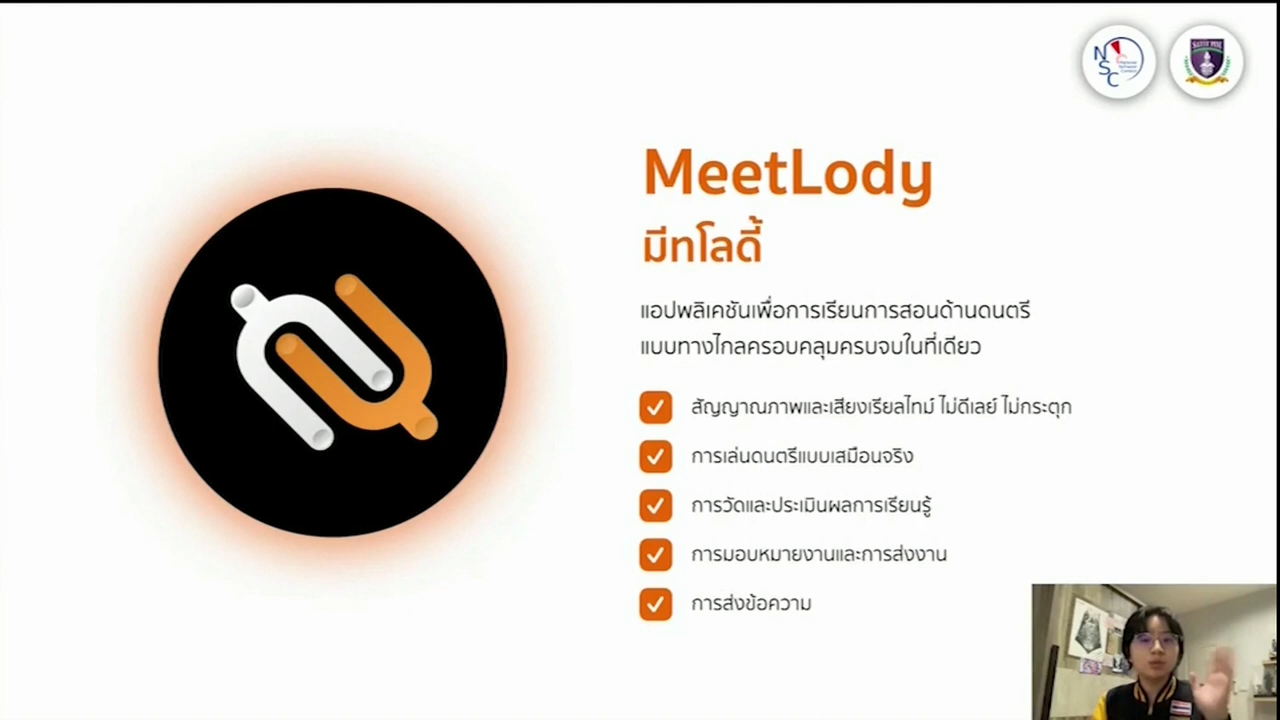 NSC
MeetLody
มีทโลดี้
แอปพลิเคชันเพื่อการเรียนการสอนด้านดนตรี
แบบทางไกลครอบคลุมครบจบในที่เดียว
สัญญาณภาพและเสียงเรียลไทม์ ไม่ดีเลย์ ไม่กระตุก
การเล่นดนตรีแบบเสมือนจริง
การวัดและประเมินผลการเรียนรู้
การมอบหมายงานและการส่งงาน
การส่งข้อความ